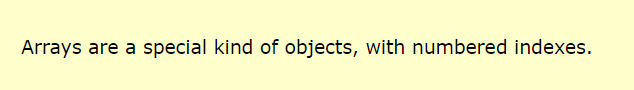 Arrays are a special kind of objects, with numbered indexes.